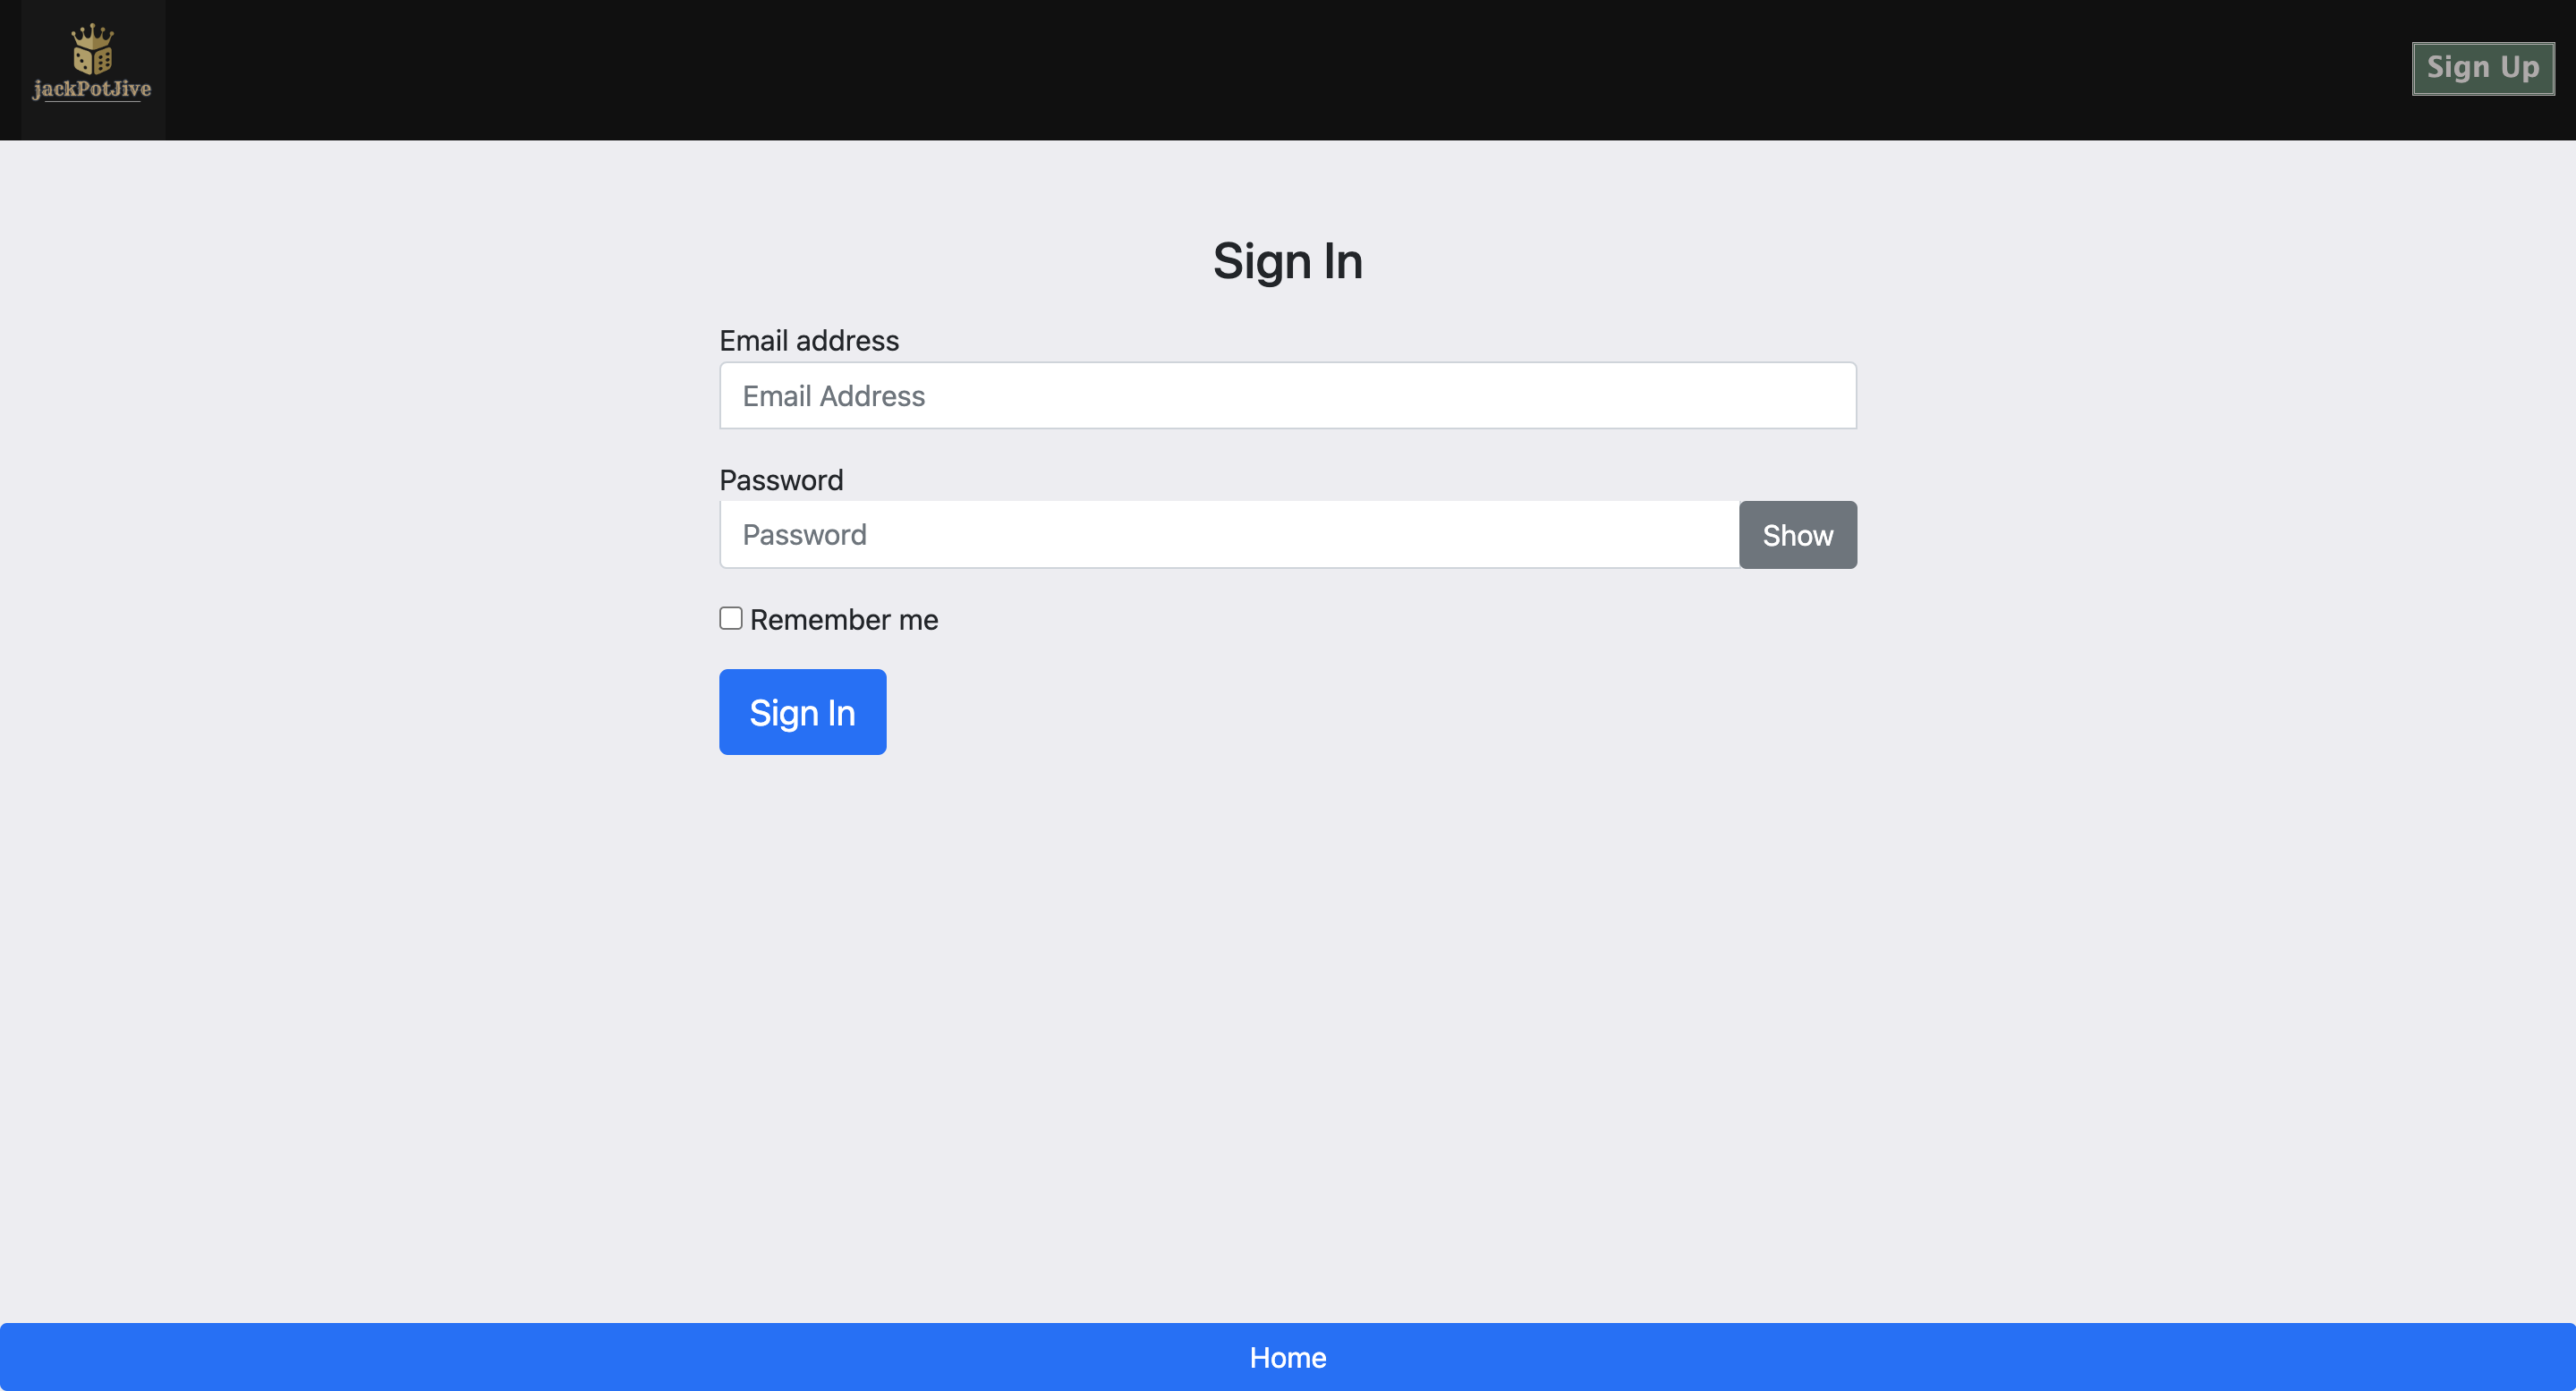 jackPotJive
Sign Up
Sign In
Email address
Email Address
Password
Password
Show
Remember me
Sign In
Home